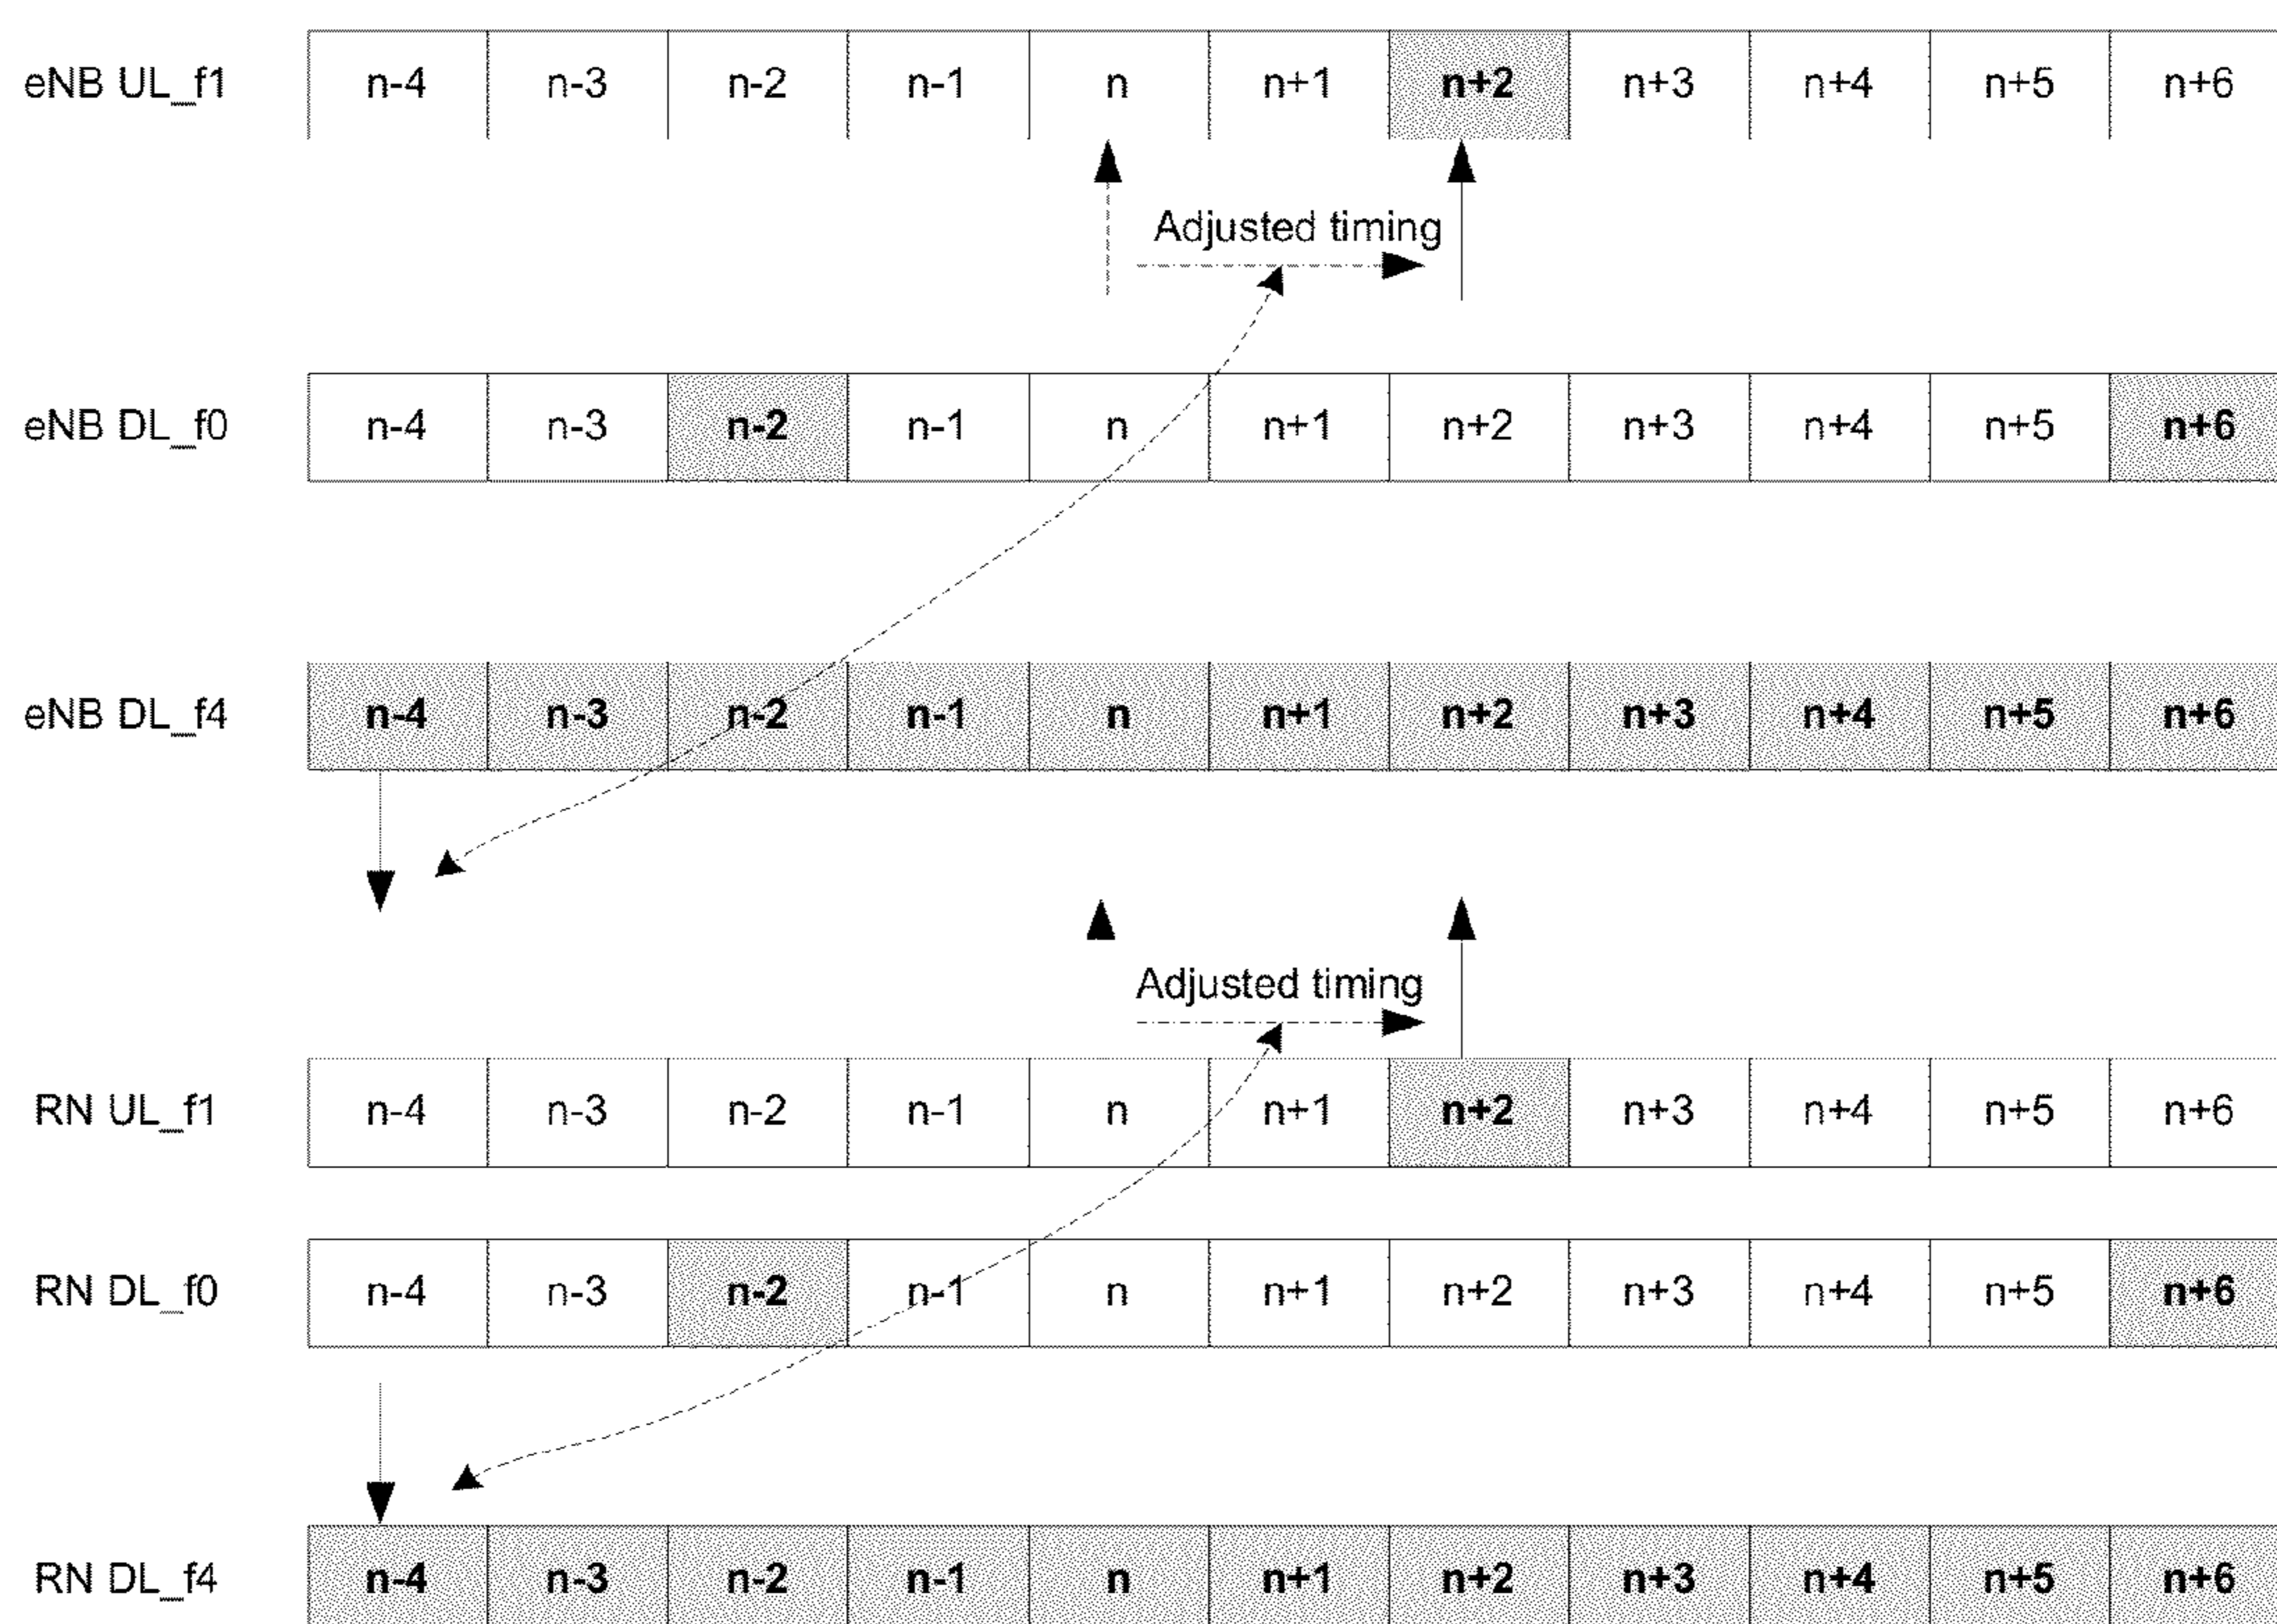 eNB UL_f1 n-4 n-3 n-2 n-1 n n+1 n+2 n+3 n+4 n+5 n+6
Adjusted timing
eNB DL_f0 n-4 n-3 n-2 n-1 n n+1 n+2 n+3 n+4 n+5 n+6
eNB DL_f4 n-4 n-3 n-2 n-1 n n+1 n+2 n+3 n+4 n+5 n+6
Adjusted timing
RN UL_f1 n-4 n-3 n-2 n-1 n n+1 n+2 n+3 n+4 n+5 n+6
RN DL_f0 n-4 n-3 n-2 n-1 n n+1 n+2 n+3 n+4 n+5 n+6
RN DL_f4 n-4 n-3 n-2 n-1 n n+1 n+2 n+3 n+4 n+5 n+6